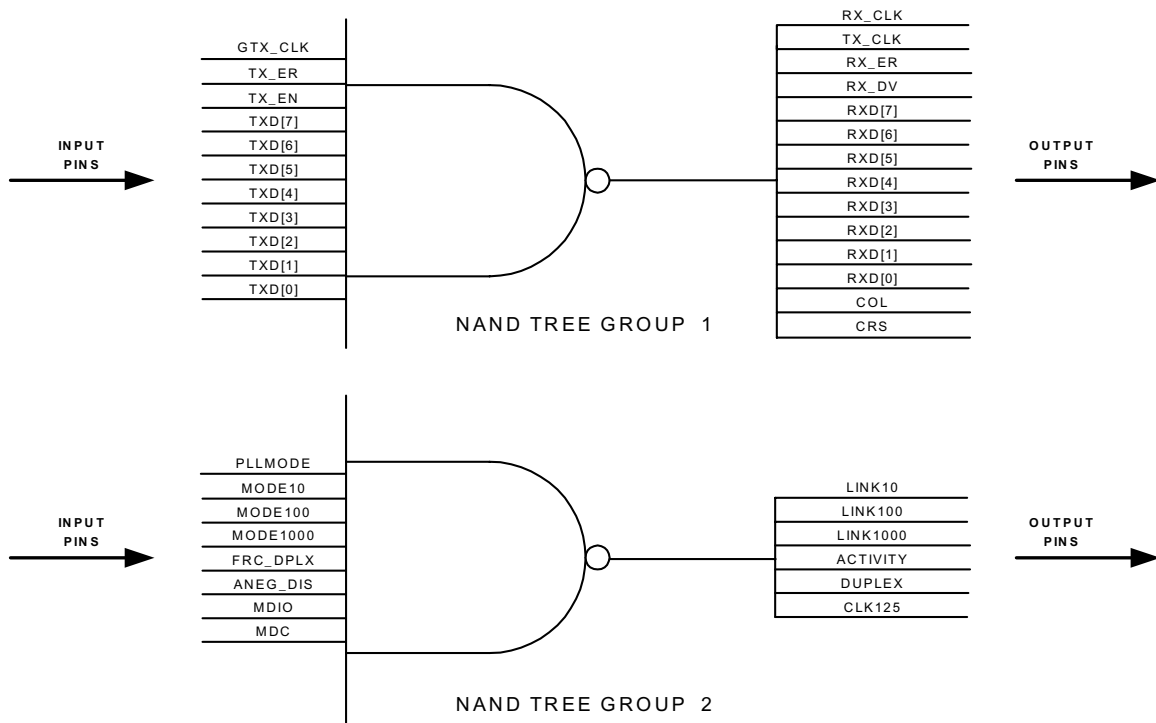 GTX_CLK
TX_ER
TX_EN
TXD[7]
TXD[6]
TXD[5]
TXD[4]
TXD[3]
TXD[2]
TXD[1]
TXD[0]
INPUT
PINS
RX_CLK
TX_CLK
RX_ER
RX_DV
RXD[7]
RXD[6]
RXD[5]
RXD[4]
RXD[3]
RXD[2]
RXD[1]
RXD[0]
COL
CRS
OUTPUT
PINS
NAND TREE GROUP 1
PLLMODE
MODE10
MODE100
MODE1000
FRC_DPLX
ANEG_DIS
MDIO
MDC
INPUT
PINS
LINK10
LINK100
LINK1000
ACTIVITY
DUPLEX
CLK125
OUTPUT
PINS
NAND TREE GROUP 2